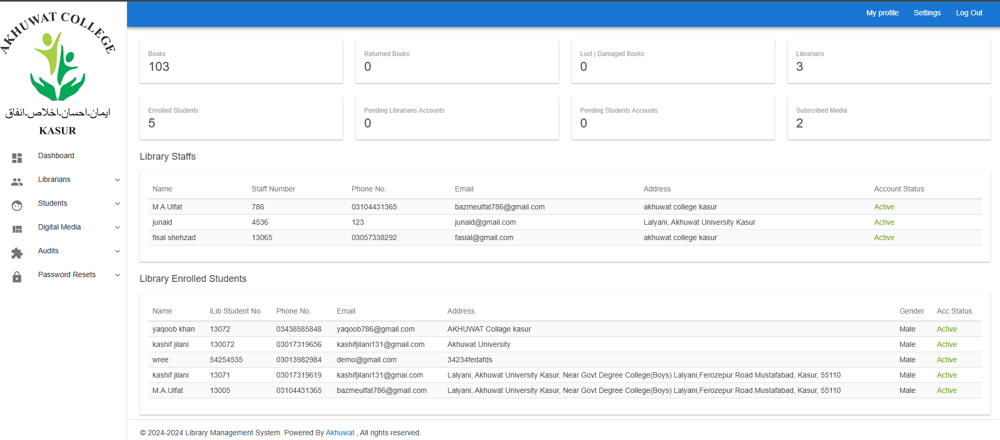 AKHUWAT COLLEGE
ایمان-احسان-اخلاص-انفاق
KASUR
Dashboard
Librarians
Students
Digital Media
Audits
Password Resets
My profile Settings Log Out
Books Returned Books Lost | Damaged Books Librarians
103 0 0 3
Enrolled Students Pending Librarians Accounts Pending Students Accounts Subscribed Media
5 0 0 2
Library Staffs
Name Staff Number Phone No. Email Address Account Status
M A Ulfat 786 03104431365 bazmeulfat786@gmail.com akhuwat college kasur Active
junaid 4536 123 junaid@gmail.com Lalyani, Akhuwat University Kasur Active
fisal shehzad 13065 03057338292 fasial@gmail.com akhuwat college kasur Active
Library Enrolled Students
Name iLib Student No Phone No. Email Address Gender Acc Status
yaqoob khan 13072 03438585848 yaqoob786@gmail.com AKHUWAT Collage kasur Male Active
kashif jilani 130072 03017319656 kashifjilani131@gmail.com Akhuwat University Male Active
wree 54254535 03013982984 demo@gmail.com 34234fedafds Male Active
kashif jilani 13071 03017319619 kashifjilani131@gmai.com Lalyani, Akhuwat University Kasur, Near Govt Degree College(Boys) Lalyani,Ferozepur Road Mustafabad, Kasur, 55110 Male Active
M.A.Ulfat 13005 03104431365 bazmeulfat786@gmail.com Lalyani, Akhuwat University Kasur, Near Govt Degree College(Boys) Lalyani,Ferozepur Road Mustafabad, Kasur, 55110 Male Active
© 2024-2024 Library Management System. Powered By Akhuwat , All rights reserved.